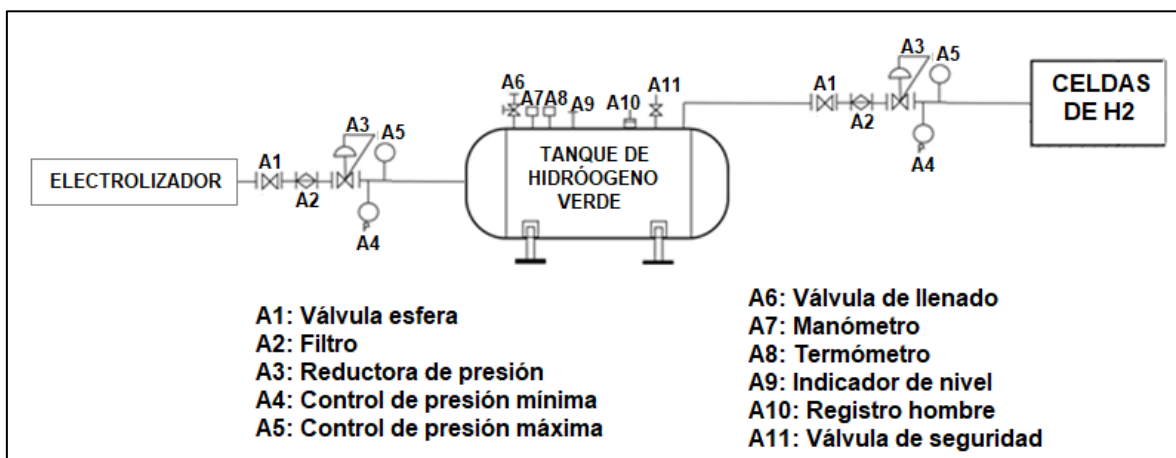 A3
A5
A1
A2
A4
CELDAS
DE H2
A6
A7 A8
A9
A10
A11
A3
A5
A1
A2
A4
ELECTROLIZADOR
TANQUE DE
HIDRÓOGENO
VERDE
P
P
A1: Válvula esfera
A2: Filtro
A3: Reductora de presión
A4: Control de presión mínima
A5: Control de presión máxima
A6: Válvula de llenado
A7: Manómetro
A8: Termómetro
A9: Indicador de nivel
A10: Registro hombre
A11: Válvula de seguridad